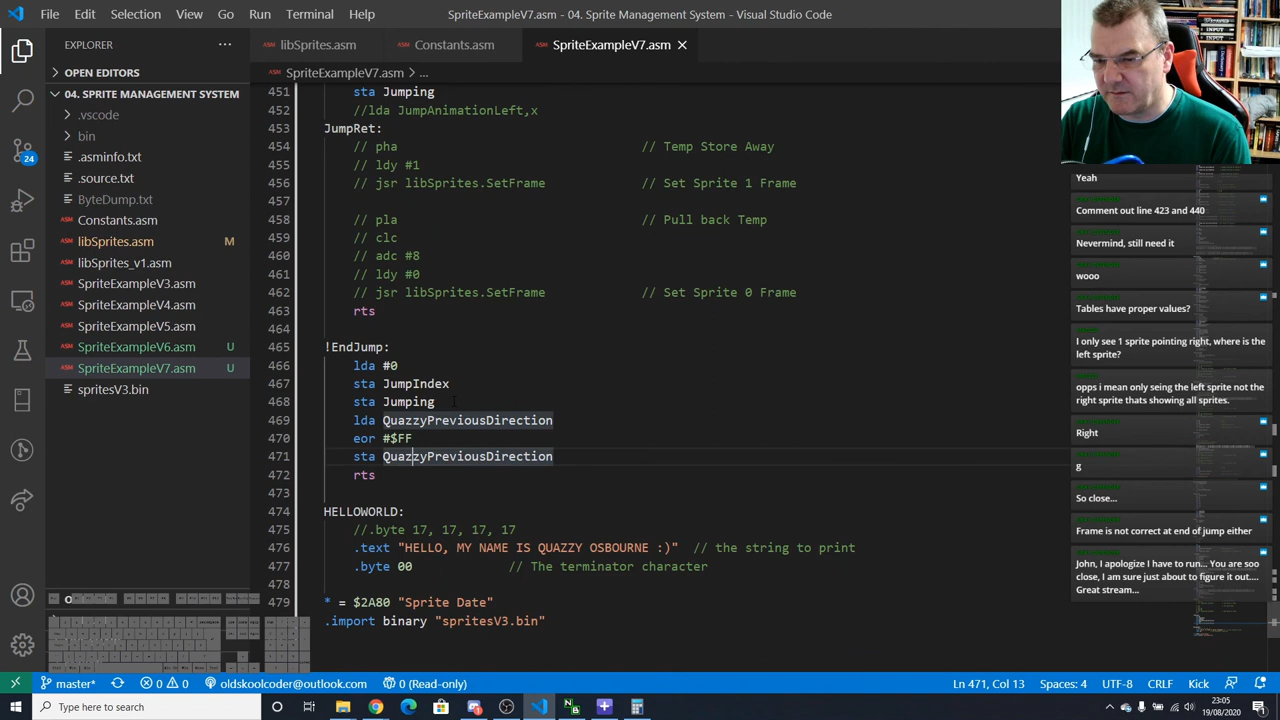 File Edit Selection View Go Run Terminal Help
EXPLORER
OPEN EDITORS
04. SPRITE MANAGEMENT SYSTEM
.vscode
bin
.asminfo.txt
.source.txt
ByteDump.txt
Constants.asm
libSprites.asm M
libSprites_v1.asm
SpriteExampleV3.asm
SpriteExampleV4.asm
SpriteExampleV5.asm
SpriteExampleV6.asm U
SpriteExampleV7.asm U
spritesV3.bin
24
libSprites.asm Constants.asm SpriteExampleV7.asm
SpriteExampleV7.asm ...
451 sta Jumping
452 //lda JumpAnimationLeft,x
JumpRet:
454 // pha // Temp Store Away
455 // ldy #1
456 // jsr libSprites.SetFrame // Set Sprite 1 Frame
457
458 // pla // Pull back Temp
459 // clc
460 // adc #8
461 // ldy #0
462 // jsr libSprites.SetFrame // Set Sprite 0 Frame
463 rts
464
465 !EndJump:
466 lda #0
467 sta JumpIndex
468 sta Jumping
469 lda QuazzyPreviousDirection
470 eor #$FF
471 sta QuazzyPreviousDirection
472 rts
473
474 HELLOWORLD:
475 //.byte 17, 17,17, 17
476 .text "HELLO, MY NAME IS QUAZZY OSBOURNE :)" // the string to print
477 .byte 00 // The terminator character
478
479 * = $2A80 "Sprite Date"
.import binary
Yeah
Comment out line 423 and 440
Nevermind, still need it
wooo
Tables have proper values?
I only see 1 sprite pointing right, where is the
left sprite?
opps i mean only seing the left sprite not the
right sprite thats showing all sprites.
Right
g
So close...
Frame is not correct at end of jump either
John, I apologize I have to run... You are soo
close, I am sure just about to figure it out....
Great stream...
master* 0 0 oldskoolcoder@outlook.com 0 (Read-only) Ln 471, Col 13 Spaces: 4 UTF-8 CRLF Kick
Type here to search
23:05
19/08/2020